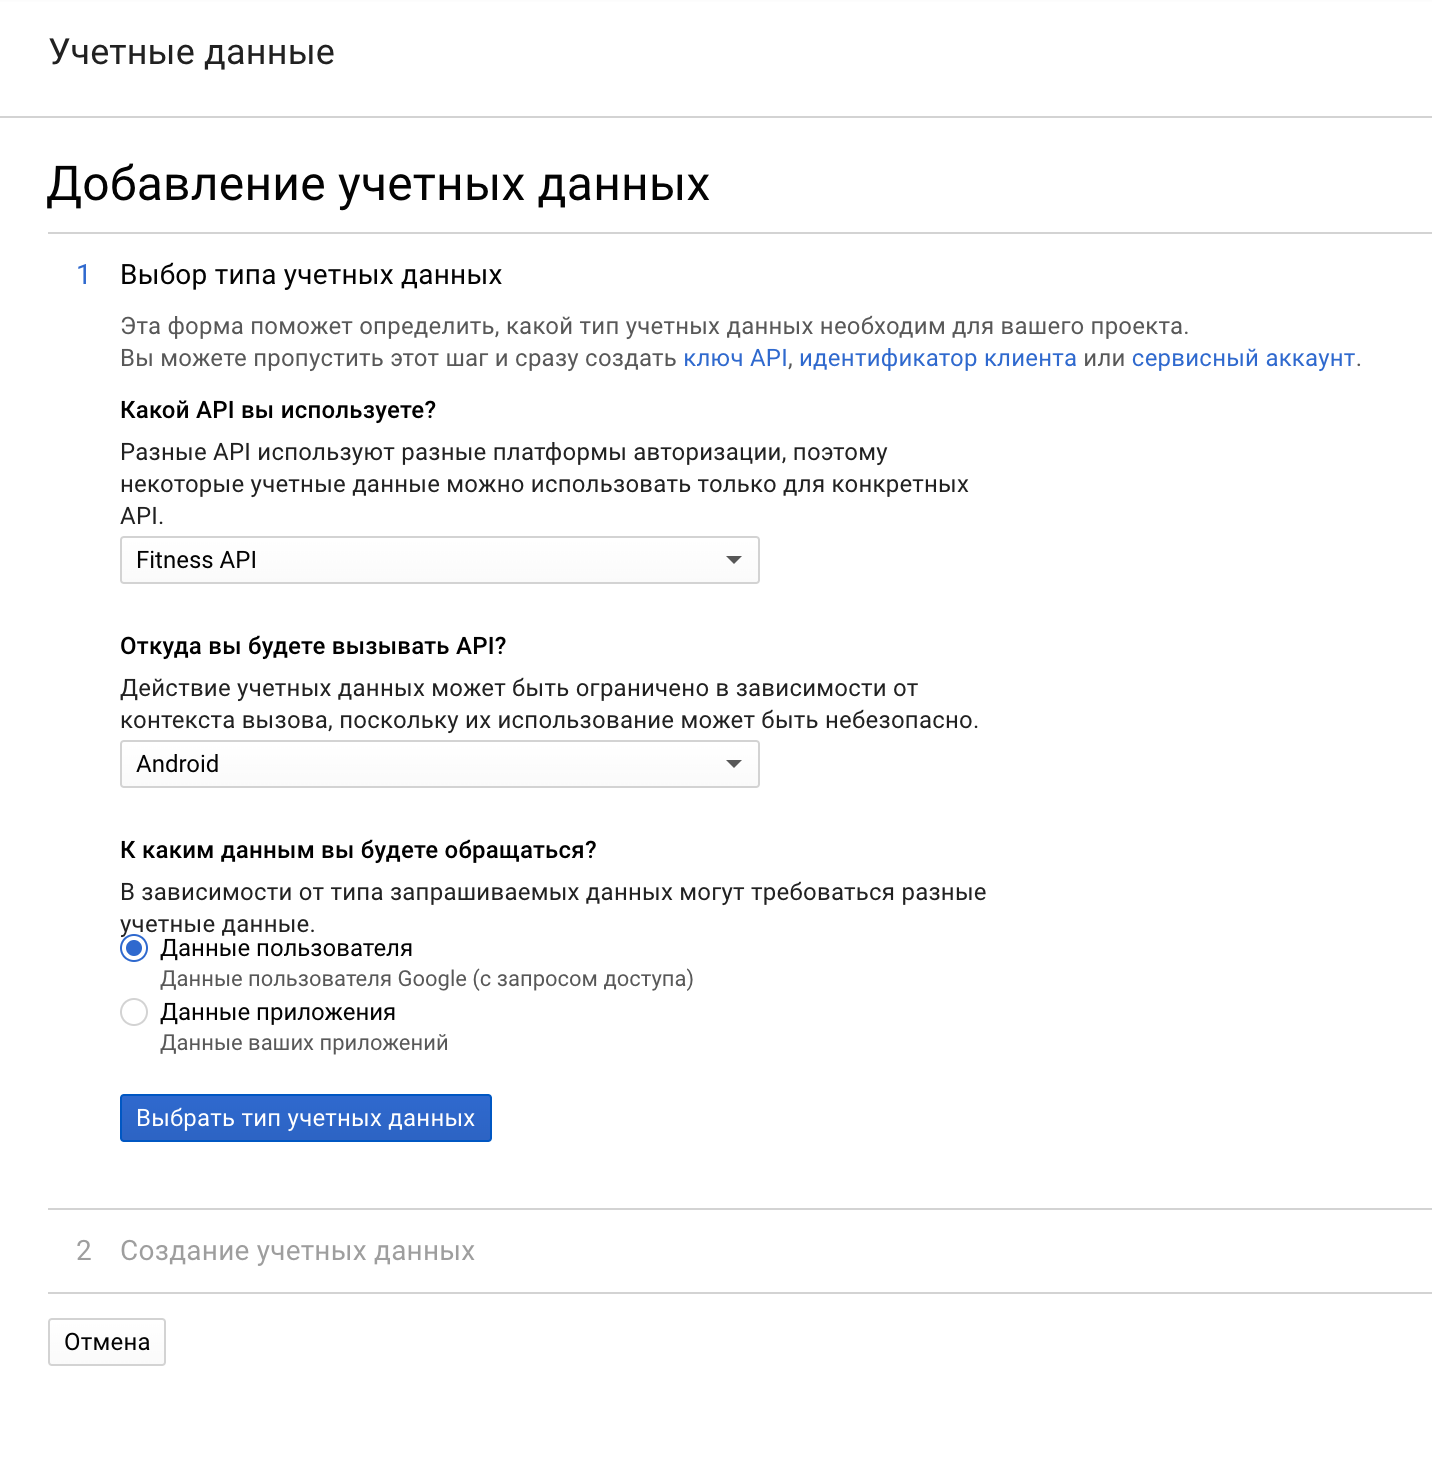 Учетные данные
Добавление учетных данных
1 Выбор типа учетных данных
Эта форма поможет определить, какой тип учетных данных необходим для вашего проекта.
Вы можете пропустить этот шаг и сразу создать ключ API, идентификатор клиента или сервисный аккаунт.
Какой API вы используете?
Разные API используют разные платформы авторизации, поэтому
некоторые учетные данные можно использовать только для конкретных
API.
Fitness API
Откуда вы будете вызывать API?
Действие учетных данных может быть ограничено в зависимости от
контекста вызова, поскольку их использование может быть небезопасно.
Android
К каким данным вы будете обращаться?
В зависимости от типа запрашиваемых данных могут требоваться разные
учетные данные.
Данные пользователя
Данные пользователя Google (с запросом доступа)
Данные приложения
Данные ваших приложений
Выбрать тип учетных данных
2 Создание учетных данных
Отмена